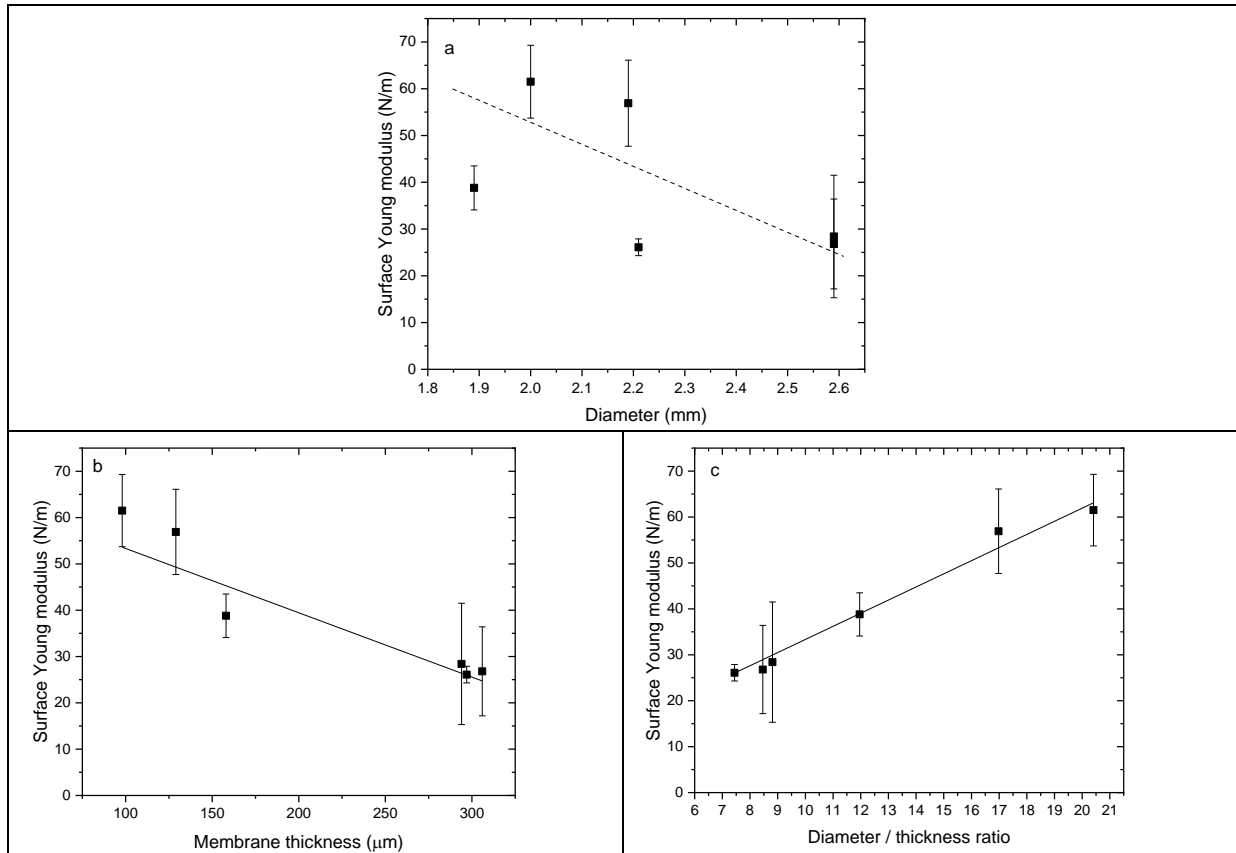 a
Surface Young modulus (N/m)
70
60
50
40
30
20
10
0
1.8 1.9 2.0 2.1 2.2 2.3 2.4 2.5 2.6
Diameter (mm)
b
Surface Young modulus (N/m)
70
60
50
40
30
20
10
0
100 150 200 250 300
Membrane thickness (μm)
c
Surface Young modulus (N/m)
70
60
50
40
30
20
10
0
6 7 8 9 10 11 12 13 14 15 16 17 18 19 20 21
Diameter / thickness ratio